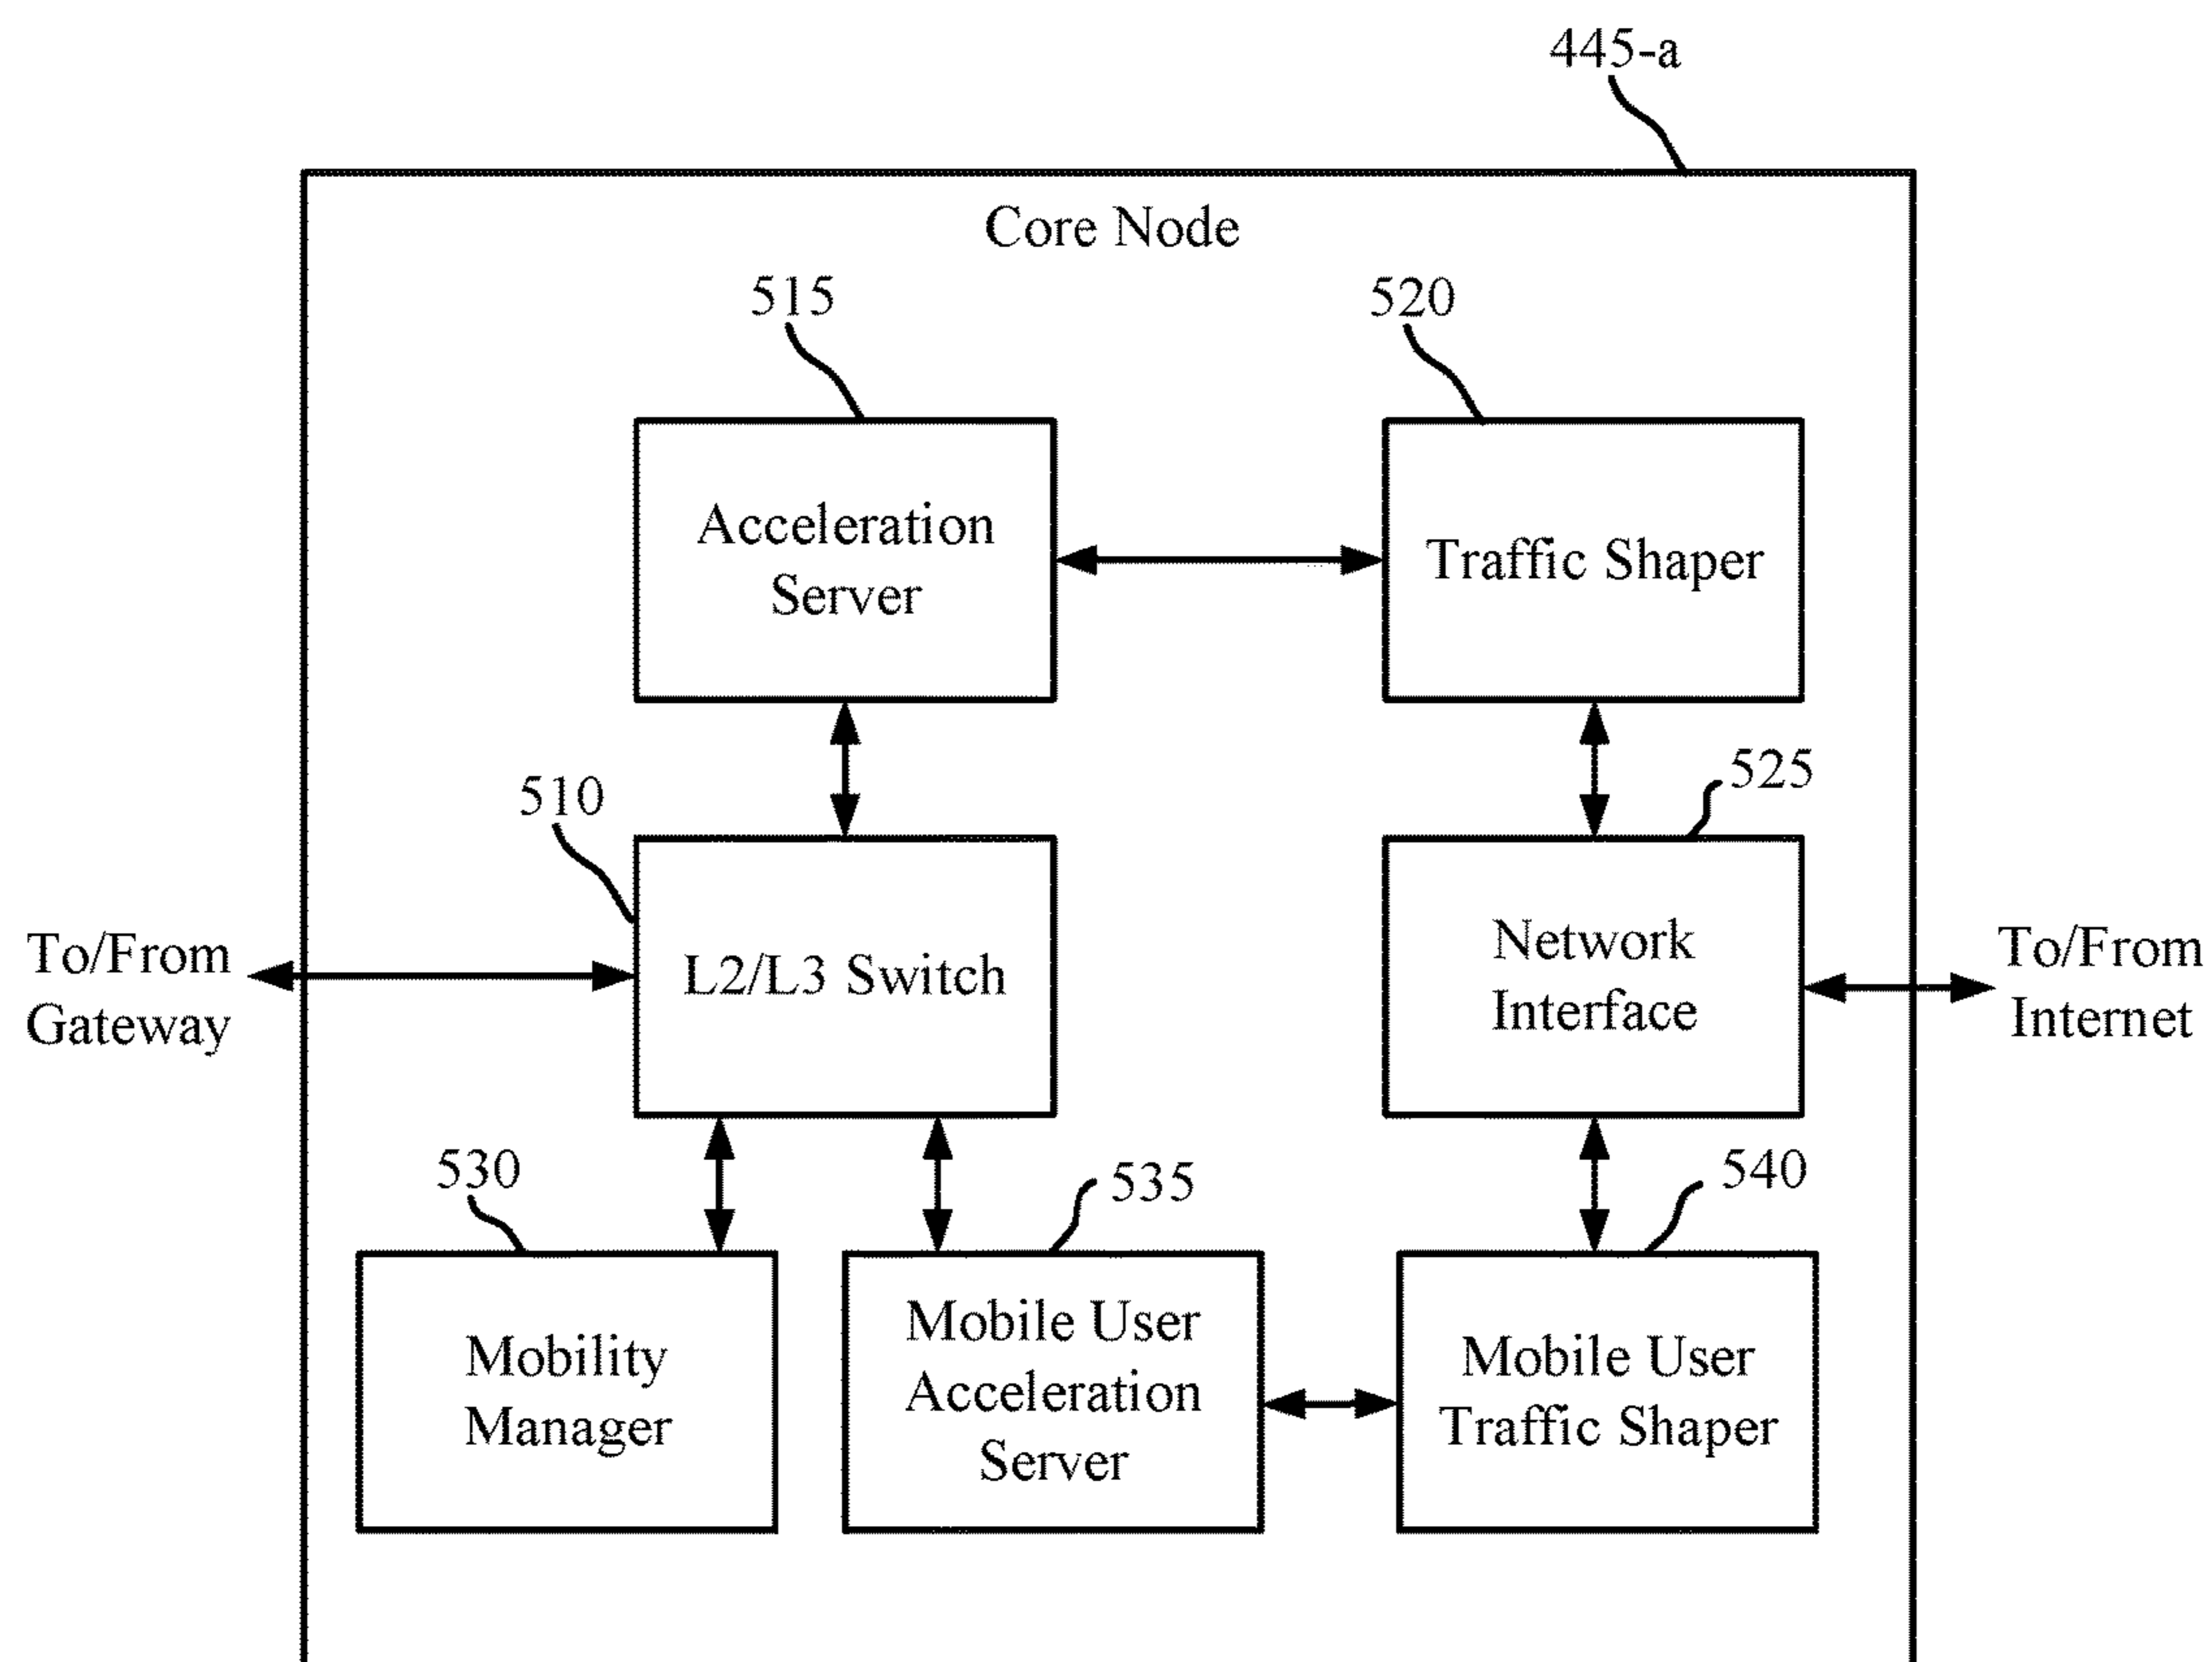 445-a
Core Node
515
520
Acceleration
Server
Traffic Shaper
510
525
To/From
Gateway
L2/L3 Switch
Network
Interface
To/From
Internet
530
535
540
Mobility
Manager
Mobile User
Acceleration
Server
Mobile User
Traffic Shaper